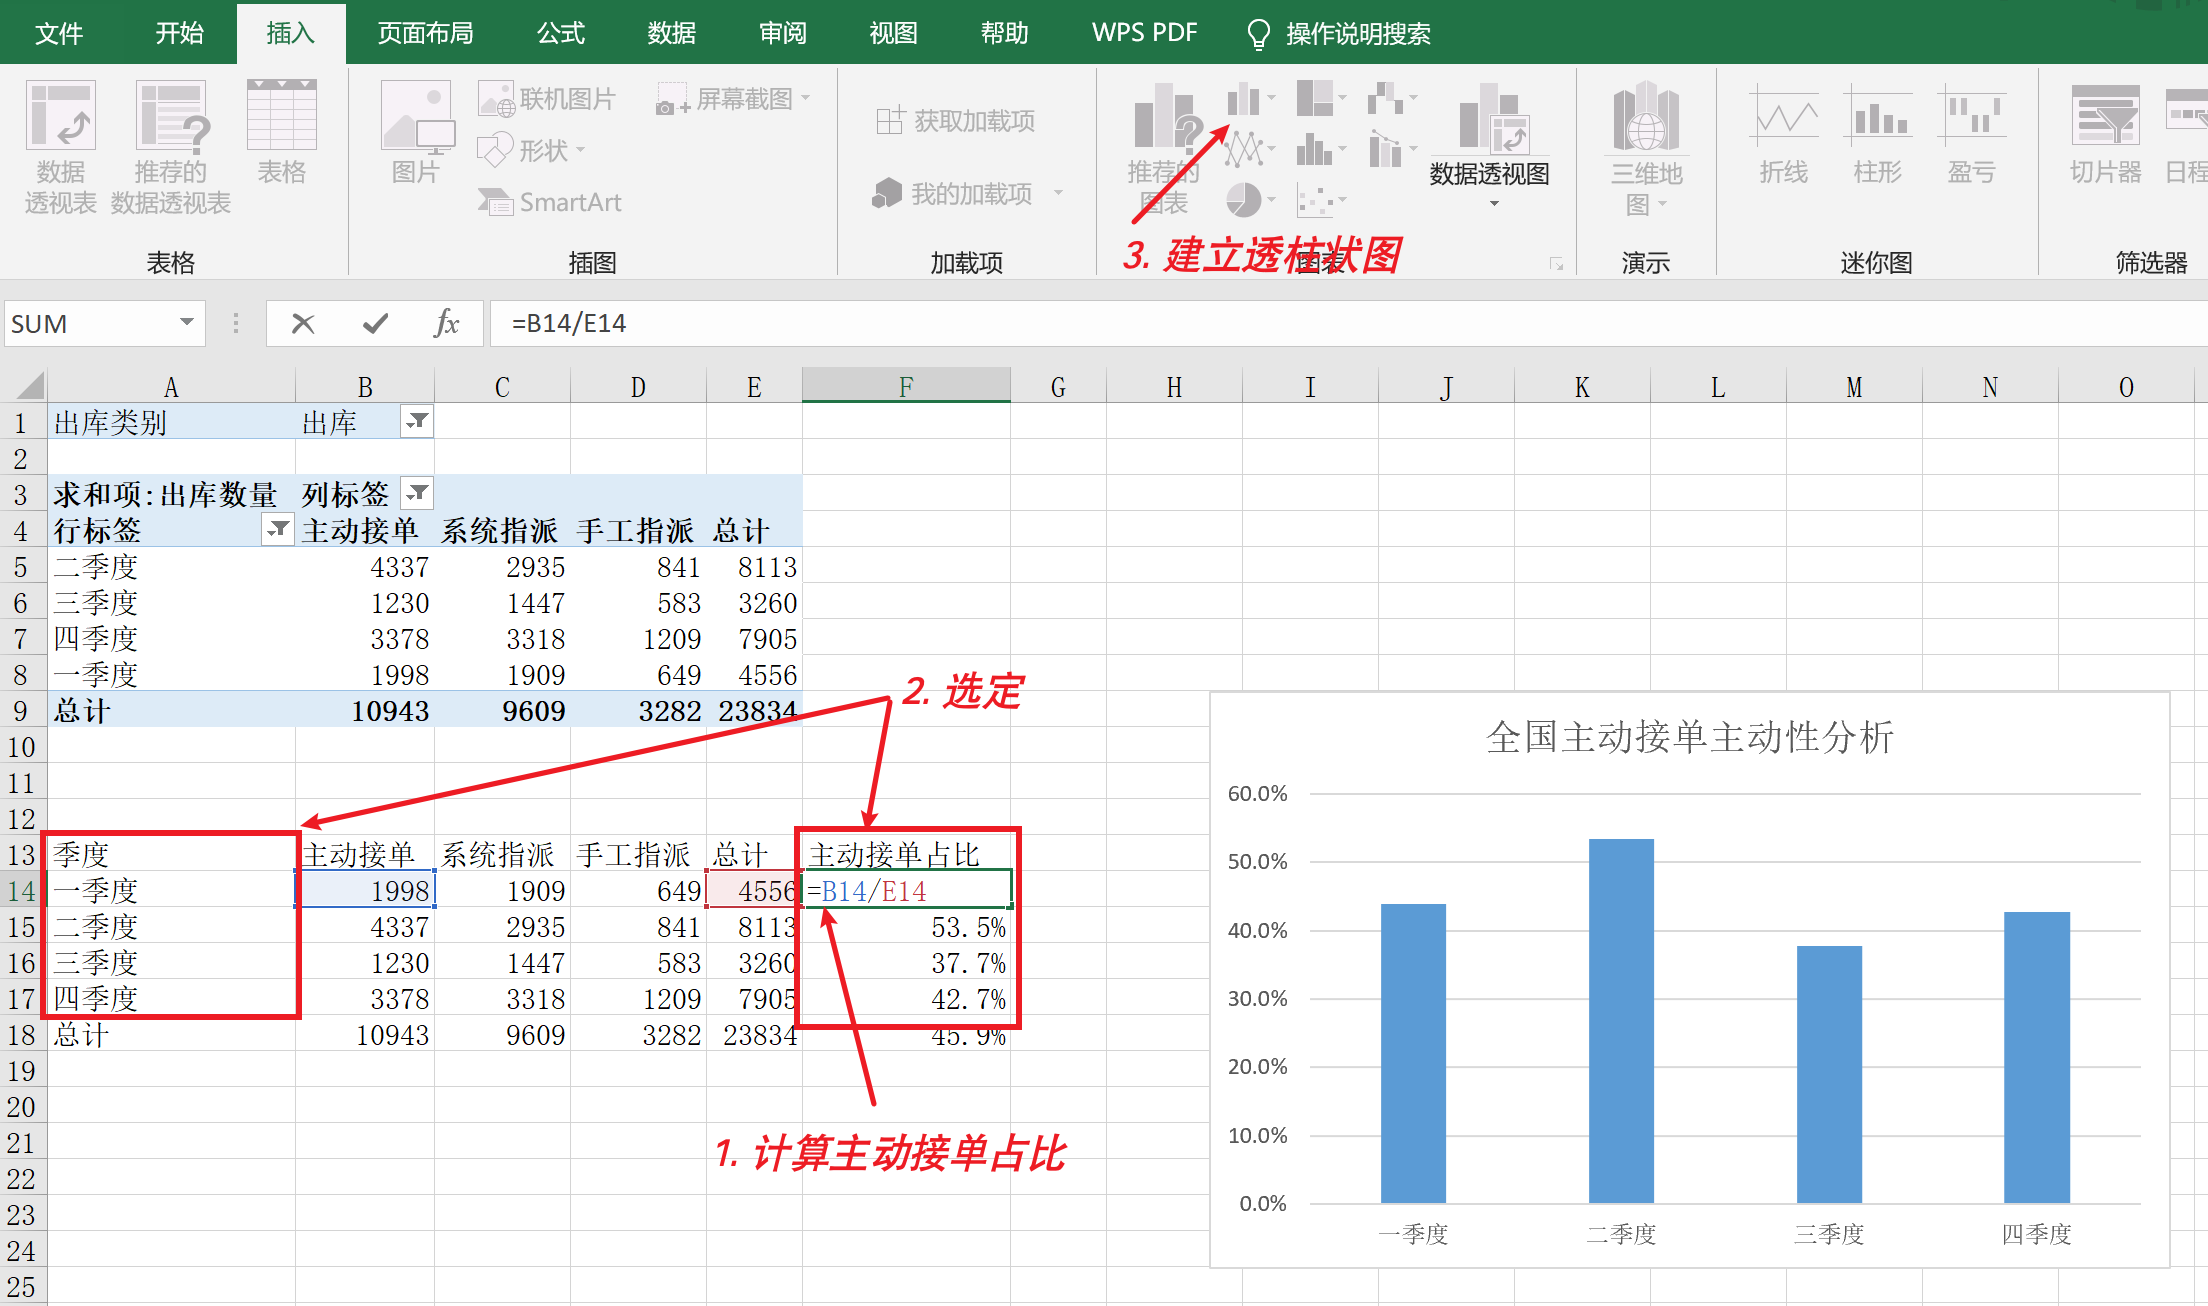 文件 开始 插入 页面布局 公式 数据 审阅 视图 帮助 WPS PDF 操作说明搜索
数据
透视表
推荐的
数据透视表
表格
表格
图片
联机图片
形状
SmartArt
屏幕截图
插图
获取加载项
我的加载项
加载项
推荐的
图表
数据透视图
图表
3. 建立透柱状图
三维地
图
演示
折线
柱形
盈亏
迷你图
切片器
日程
筛选器
SUM
fx
=B14/E14
A B C D E F G H I J K L M N O
1 出库类别 出库
2
3 求和项:出库数量 列标签
4 行标签 主动接单 系统指派 手工指派 总计
5 二季度 4337 2935 841 8113
6 三季度 1230 1447 583 3260
7 四季度 3378 3318 1209 7905
8 一季度 1998 1909 649 4556
2. 选定
9 总计 10943 9609 3282 23834
10
11
12
13 季度 主动接单 系统指派 手工指派 总计 主动接单占比
14 一季度 1998 1909 649 4556 =B14/E14
15 二季度 4337 2935 841 8113 53.5%
16 三季度 1230 1447 583 3260 37.7%
17 四季度 3378 3318 1209 7905 42.7%
18 总计 10943 9609 3282 23834 45.9%
19
20
21
1. 计算主动接单占比
22
23
24
25
全国主动接单主动性分析
60.0%
50.0%
40.0%
30.0%
20.0%
10.0%
0.0%
一季度 二季度 三季度 四季度